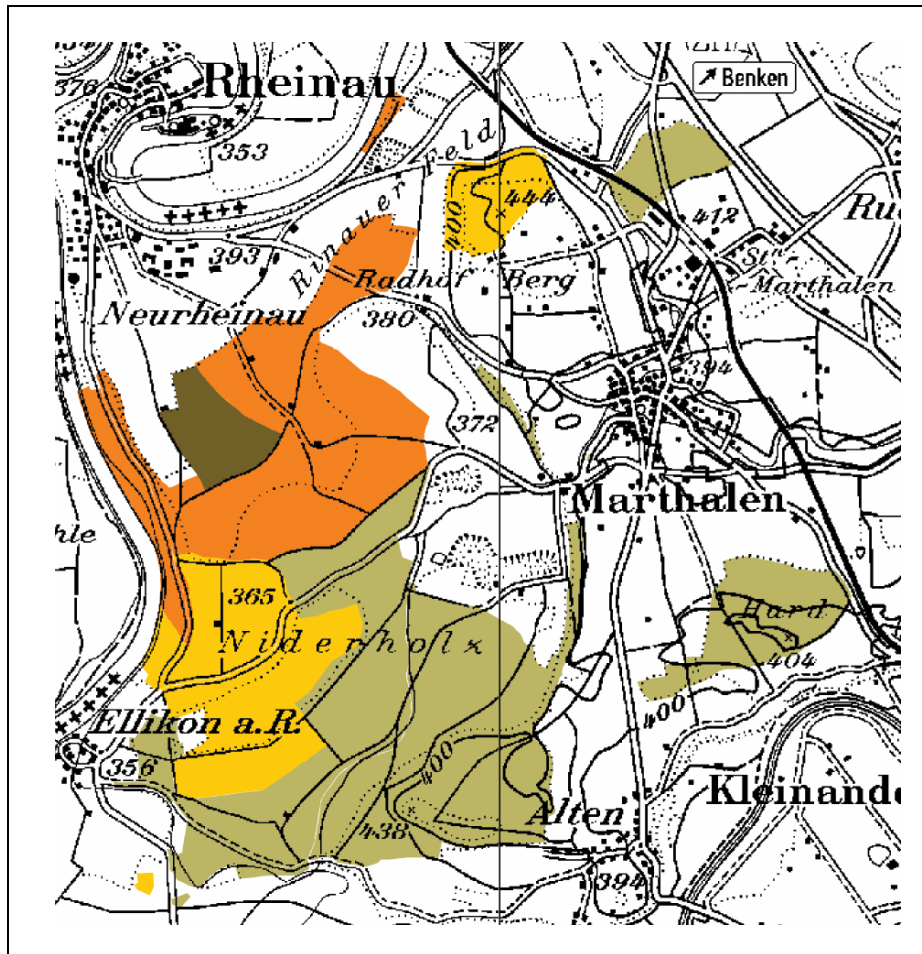 Benken
376
Rheinau
353
Rinauer Feld
400
444
412
393
Radhof
Berg
St.n
Marthalen
Neurheinau
380
394
372
Marthalen
hle
365
Niderholz
Hard
404
400
Ellikon a.R.
356
400
438
Alten
Kleinande
394